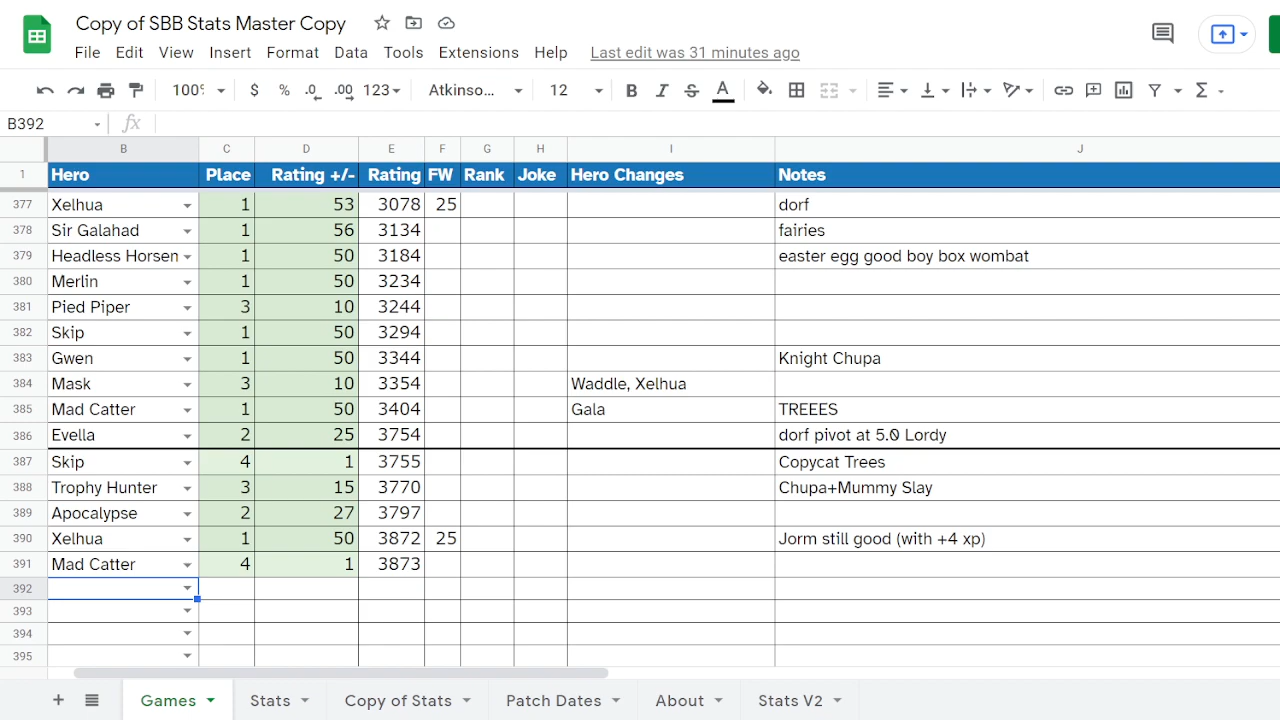 Copy of SBB Stats Master Copy
File Edit View Insert Format Data Tools Extensions Help Last edit was 31 minutes ago
100% $ % .0 .00 123 Atkinso... 12 B I S A Σ
B392 fx
B C D E F G H I J
1 Hero Place Rating +/- Rating FW Rank Joke Hero Changes Notes
377 Xelhua 1 53 3078 25 dorf
378 Sir Galahad 1 56 3134 fairies
379 Headless Horsen 1 50 3184 easter egg good boy box wombat
380 Merlin 1 50 3234
381 Pied Piper 3 10 3244
382 Skip 1 50 3294
383 Gwen 1 50 3344 Knight Chupa
384 Mask 3 10 3354 Waddle, Xelhua
385 Mad Catter 1 50 3404 Gala TREEES
386 Evella 2 25 3754 dorf pivot at 5.0 Lordy
387 Skip 4 1 3755 Copycat Trees
388 Trophy Hunter 3 15 3770 Chupa+Mummy Slay
389 Apocalypse 2 27 3797
390 Xelhua 1 50 3872 25 Jorm still good (with +4 xp)
391 Mad Catter 4 1 3873
392
393
394
395
+ Games Stats Copy of Stats Patch Dates About Stats V2